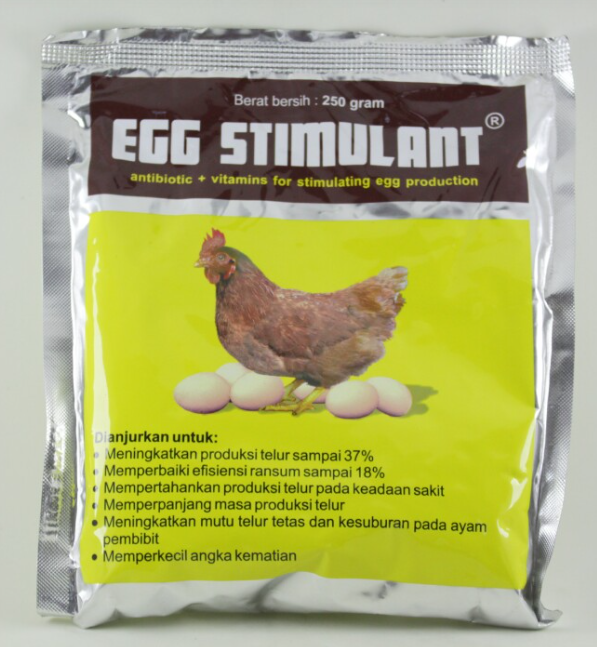 Berat bersih : 250 gram
EGG STIMULANT®
antibiotic + vitamins for stimulating egg production
Dianjurkan untuk:
• Meningkatkan produksi telur sampai 37%
• Memperbaiki efisiensi ransum sampai 18%
• Mempertahankan produksi telur pada keadaan sakit
• Memperpanjang masa produksi telur
• Meningkatkan mutu telur tetas dan kesuburan pada ayam
pembibit
• Memperkecil angka kematian